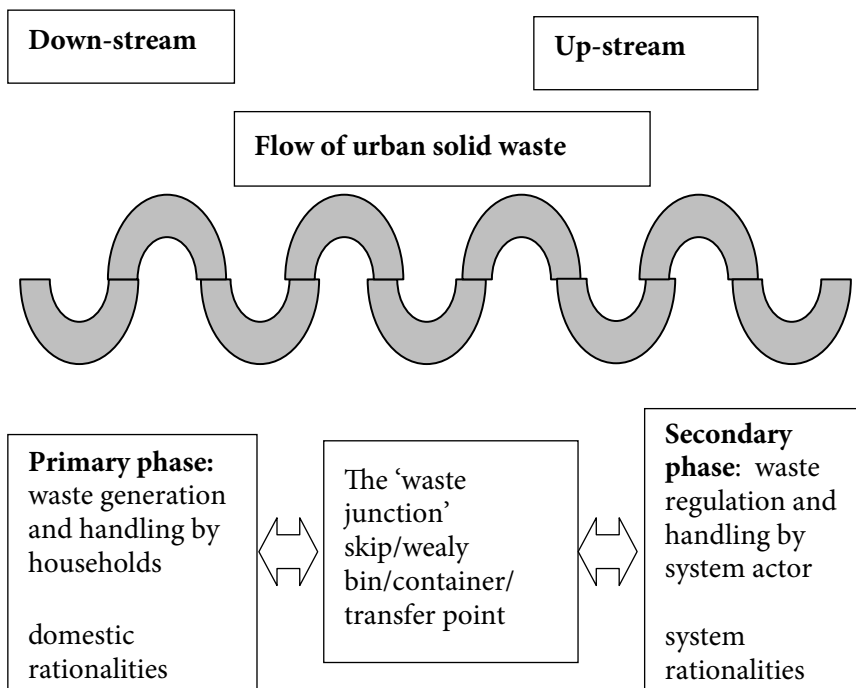 Down-stream
Up-stream
Flow of urban solid waste
Primary phase:
waste generation
and handling by
households
domestic
rationalities
The ‘waste
junction’
skip/wealy
bin/container/
transfer point
Secondary
phase: waste
regulation and
handling by
system actor
system
rationalities